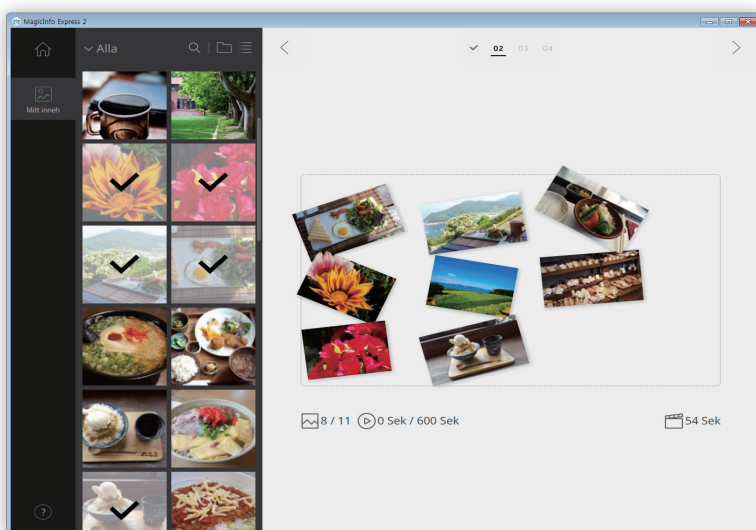 MagicInfo Express 2
Alla
02 03 04
Mitt inneh
8 / 11 0 Sek / 600 Sek 54 Sek
?